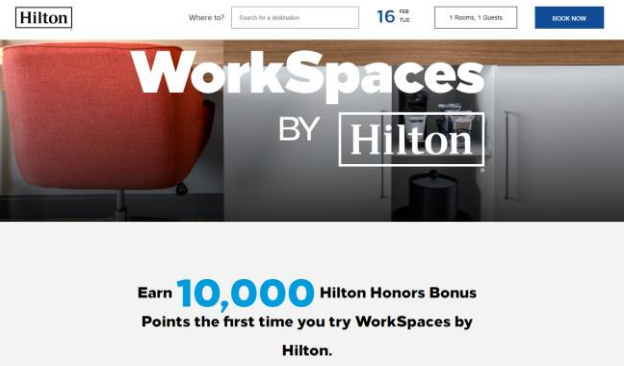 Hilton
Where to?
Search for a destination
16 FEB TUE
1 Rooms, 1 Guests
BOOK NOW
WorkSpaces
BY Hilton
Earn 10,000 Hilton Honors Bonus
Points the first time you try WorkSpaces by
Hilton.